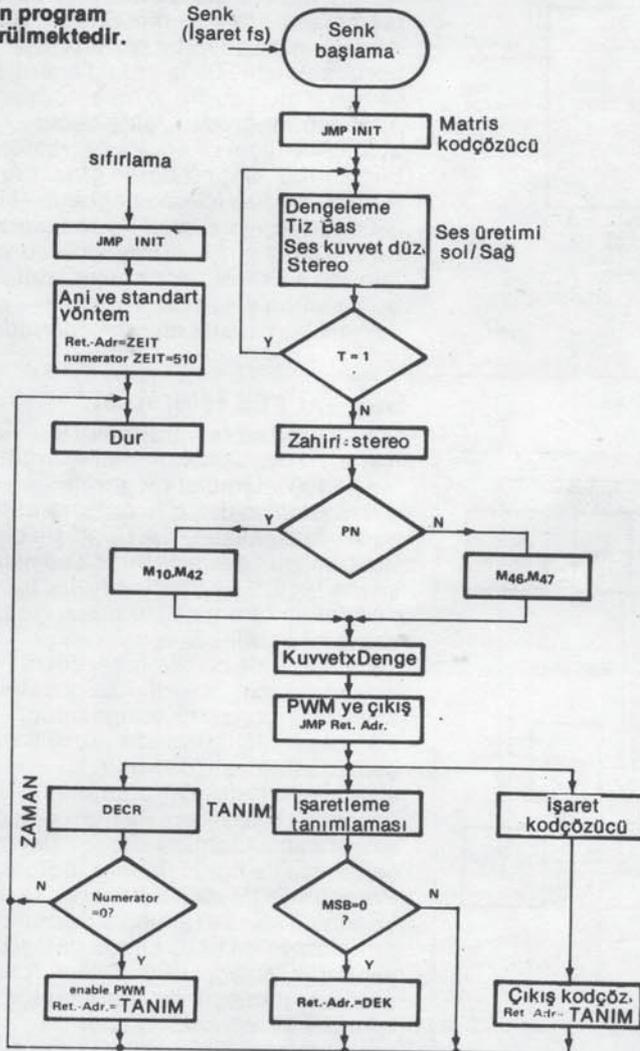 n program
rülmektedir.
Senk
(İşaret fs)
Senk
başlama
JMP INIT
Matris
kodçözücü
sıfırlama
JMP INIT
Dengeleme
Tiz Bas
Ses kuvvet düz.
Stereo
Ses üretimi
sol/Sağ
Ani ve standart
vöntem
Ret.-Adr=ZEIT
numerator ZEIT=510
Y
T = 1
N
Dur
Zahiri:stereo
Y
PN
N
M10,M42
M46,M47
KuvvetxDenge
PWM ye çıkış
JMP Ret. Adr.
ZAMAN
DECR
TANIM
İşaretleme
tanımlaması
işaret
kodçözücü
N
Numerator
=0?
MSB=0
?
N
Y
Y
enable PWM
Ret.-Adr.=TANIM
Ret.-Adr.=DEK
Çıkış kodçöz.
Ret Adr- TANIM